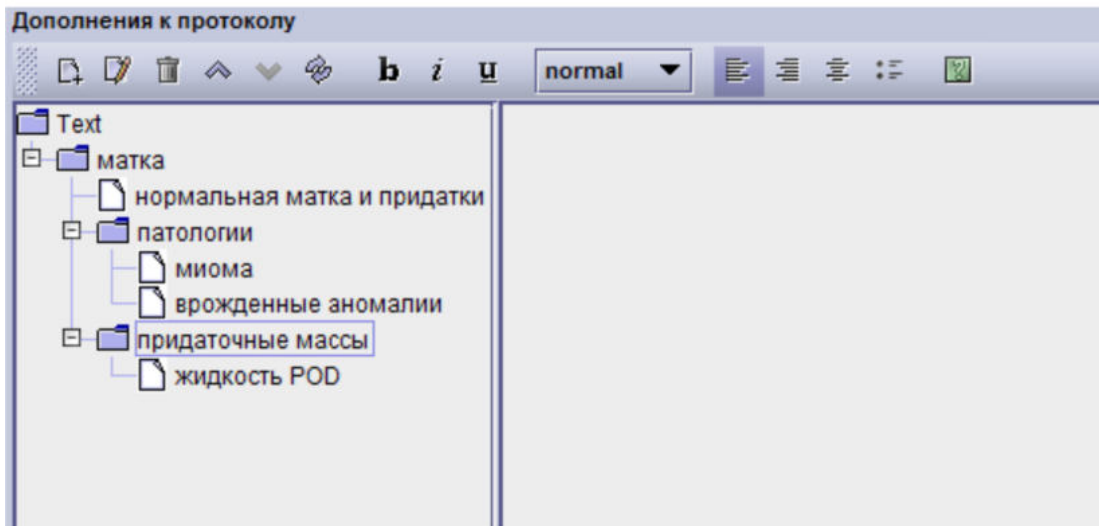 Дополнения к протоколу
b i u normal
Text
матка
нормальная матка и придатки
патологии
миома
врожденные аномалии
придаточные массы
жидкость POD